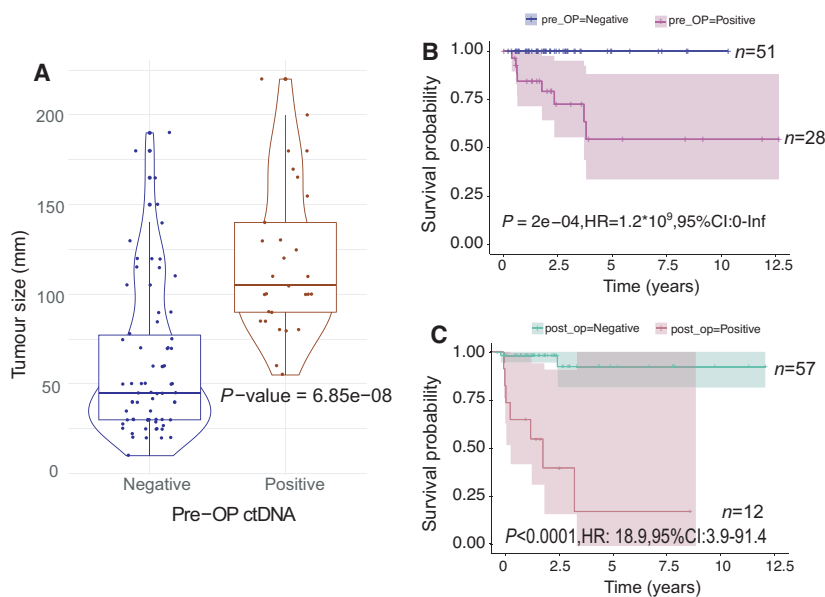 A
Tumour size (mm)
200
150
100
50
0
P-value = 6.85e-08
Negative
Positive
Pre-OP ctDNA
pre_OP=Negative pre_OP=Positive
B
Survival probability
1.00
0.75
0.50
0.25
0.00
n=51
n=28
P = 2e-04,HR=1.2*10⁹,95%CI:0-Inf
0 2.5 5 7.5 10 12.5
Time (years)
post_op=Negative post_op=Positive
C
Survival probability
1.00
0.75
0.50
0.25
0.00
n=57
n=12
P<0.0001,HR: 18.9,95%CI:3.9-91.4
0 2.5 5 7.5 10 12.5
Time (years)